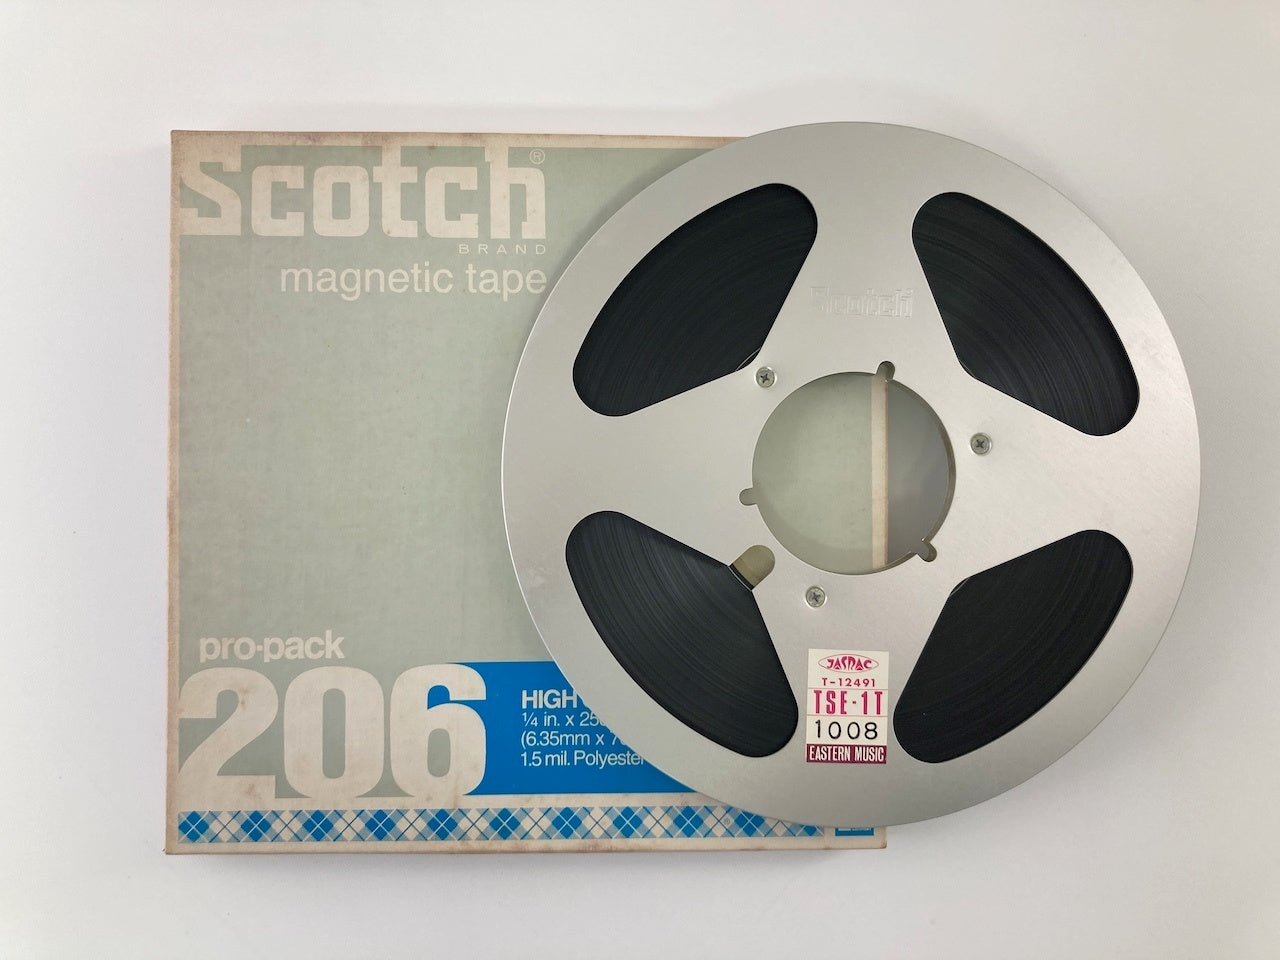 Scotch®
BRAND
magnetic tape
Scotch
pro·pack
206
HIGH
¼ in. x 25
(6.35mm x 7
1.5 mil. Polyester
JASRAC
T-12491
TSE·1T
1008
EASTERN MUSIC